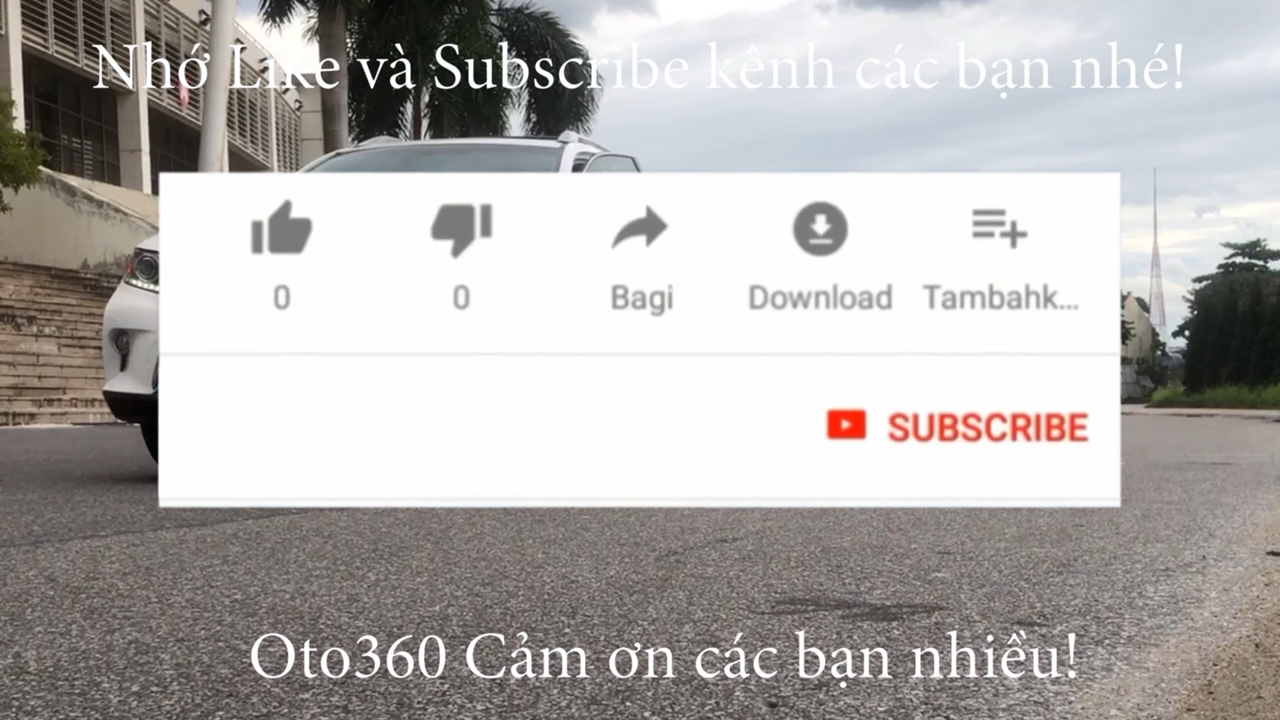 Nhớ Like và Subscribe kênh các bạn nhé!
0 0 Bagi Download Tambahk...
SUBSCRIBE
Oto360 Cảm ơn các bạn nhiều!